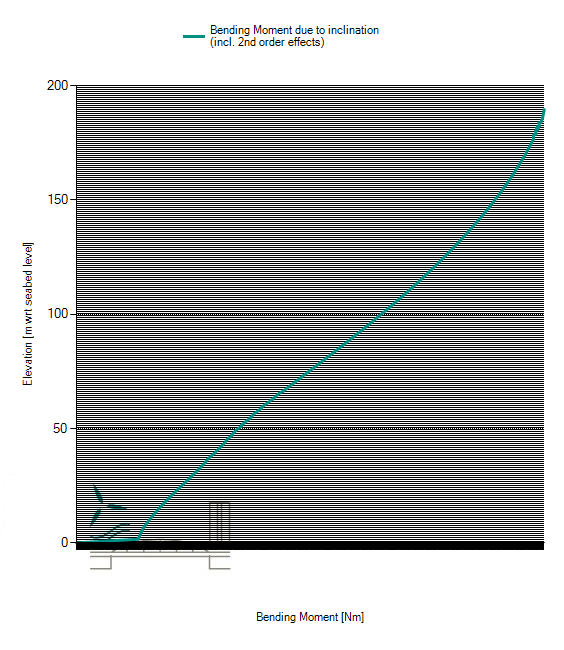 Bending Moment due to inclination
(incl. 2nd order effects)
200
150
100
50
0
Elevation [m wrt seabed level]
Bending Moment [Nm]